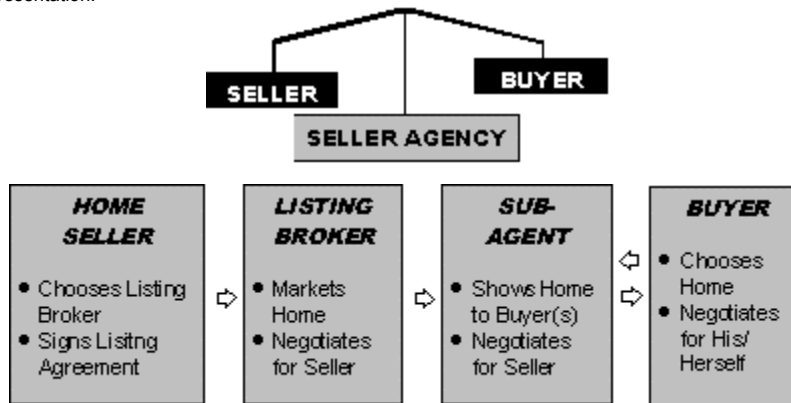 SELLER
BUYER
SELLER AGENCY
HOME
SELLER
• Chooses Listing
Broker
• Signs Lisitng
Agreement
LISTING
BROKER
• Markets
Home
• Negotiates
for Seller
SUB-
AGENT
• Shows Home
to Buyer(s)
• Negotiates
for Seller
BUYER
• Chooses
Home
• Negotiates
for His/
Herself